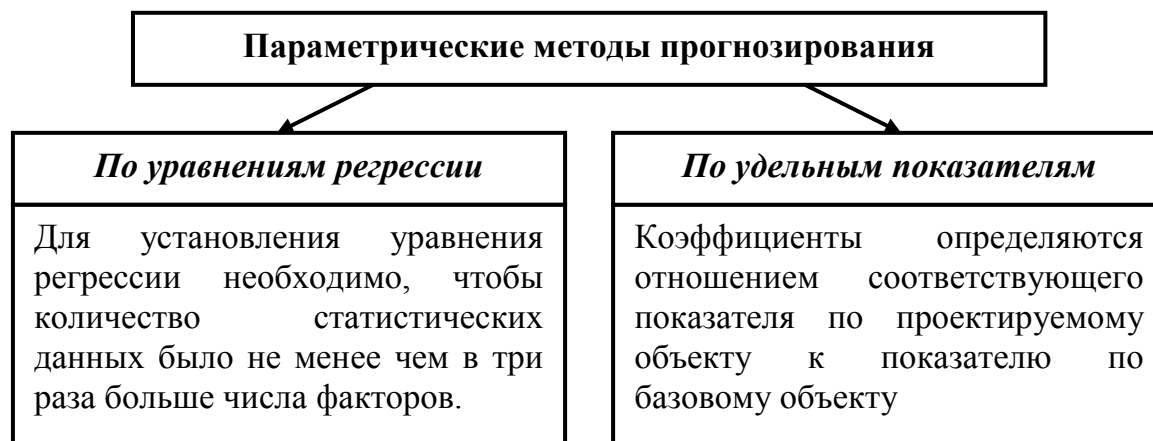 Параметрические методы прогнозирования
По уравнениям регрессии
Для установления уравнения
регрессии необходимо, чтобы
количество статистических
данных было не менее чем в три
раза больше числа факторов.
По удельным показателям
Коэффициенты определяются
отношением соответствующего
показателя по проектируемому
объекту к показателю по
базовому объекту